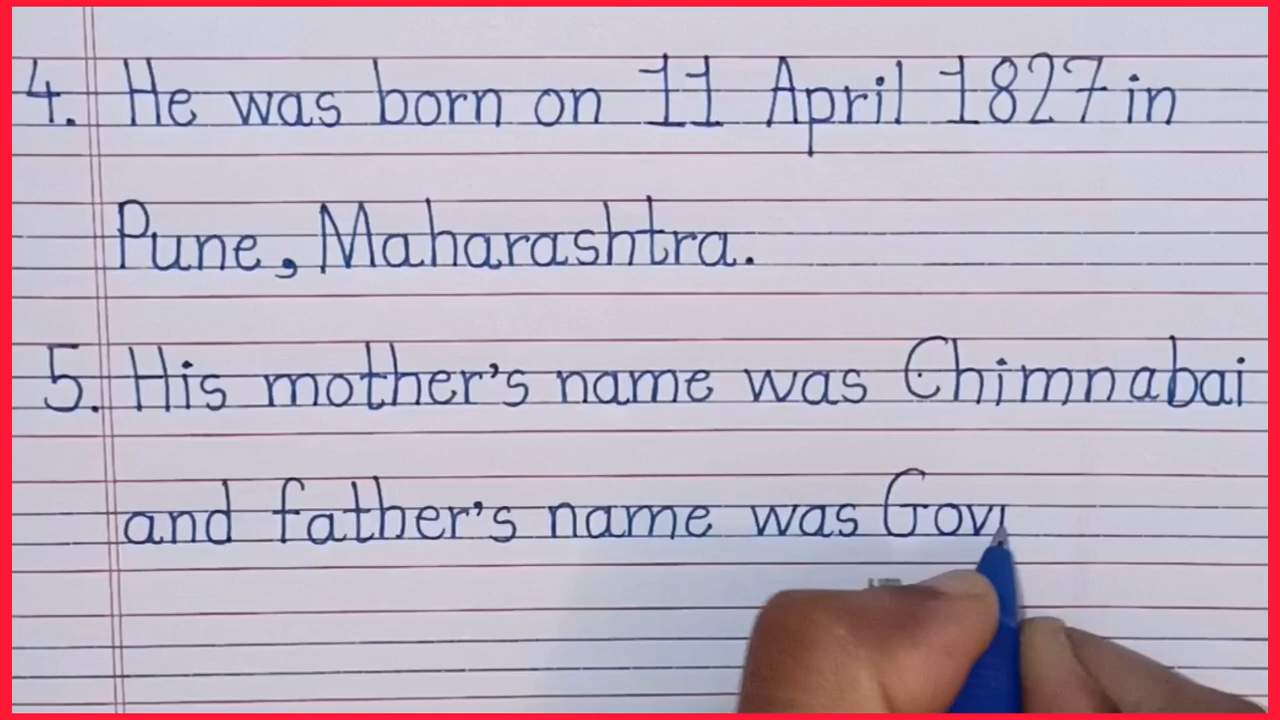 4. He was born on 11 April 1827 in
Pune, Maharashtra.
5. His mother's name was Chimnabai
and father's name was Govi